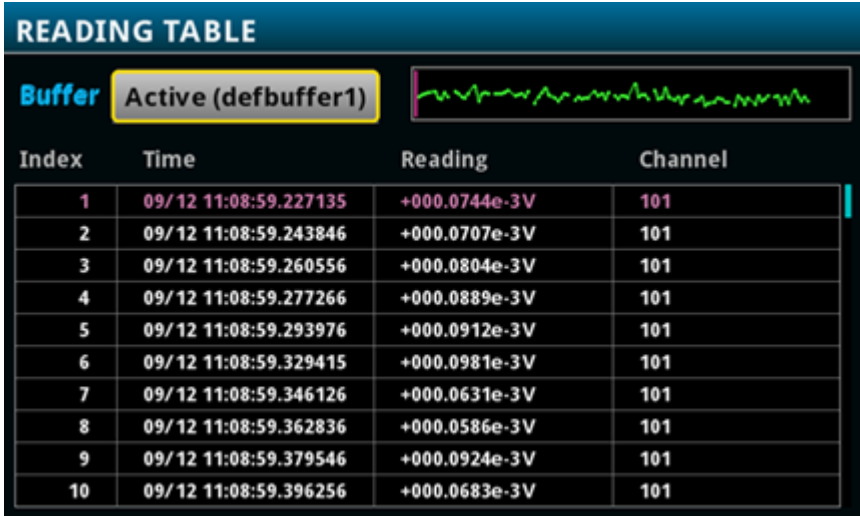 READING TABLE
Buffer Active (defbuffer1)
Index Time Reading Channel
1 09/12 11:08:59.227135 +000.0744e-3V 101
2 09/12 11:08:59.243846 +000.0707e-3V 101
3 09/12 11:08:59.260556 +000.0804e-3V 101
4 09/12 11:08:59.277266 +000.0889e-3V 101
5 09/12 11:08:59.293976 +000.0912e-3V 101
6 09/12 11:08:59.329415 +000.0981e-3V 101
7 09/12 11:08:59.346126 +000.0631e-3V 101
8 09/12 11:08:59.362836 +000.0586e-3V 101
9 09/12 11:08:59.379546 +000.0924e-3V 101
10 09/12 11:08:59.396256 +000.0683e-3V 101